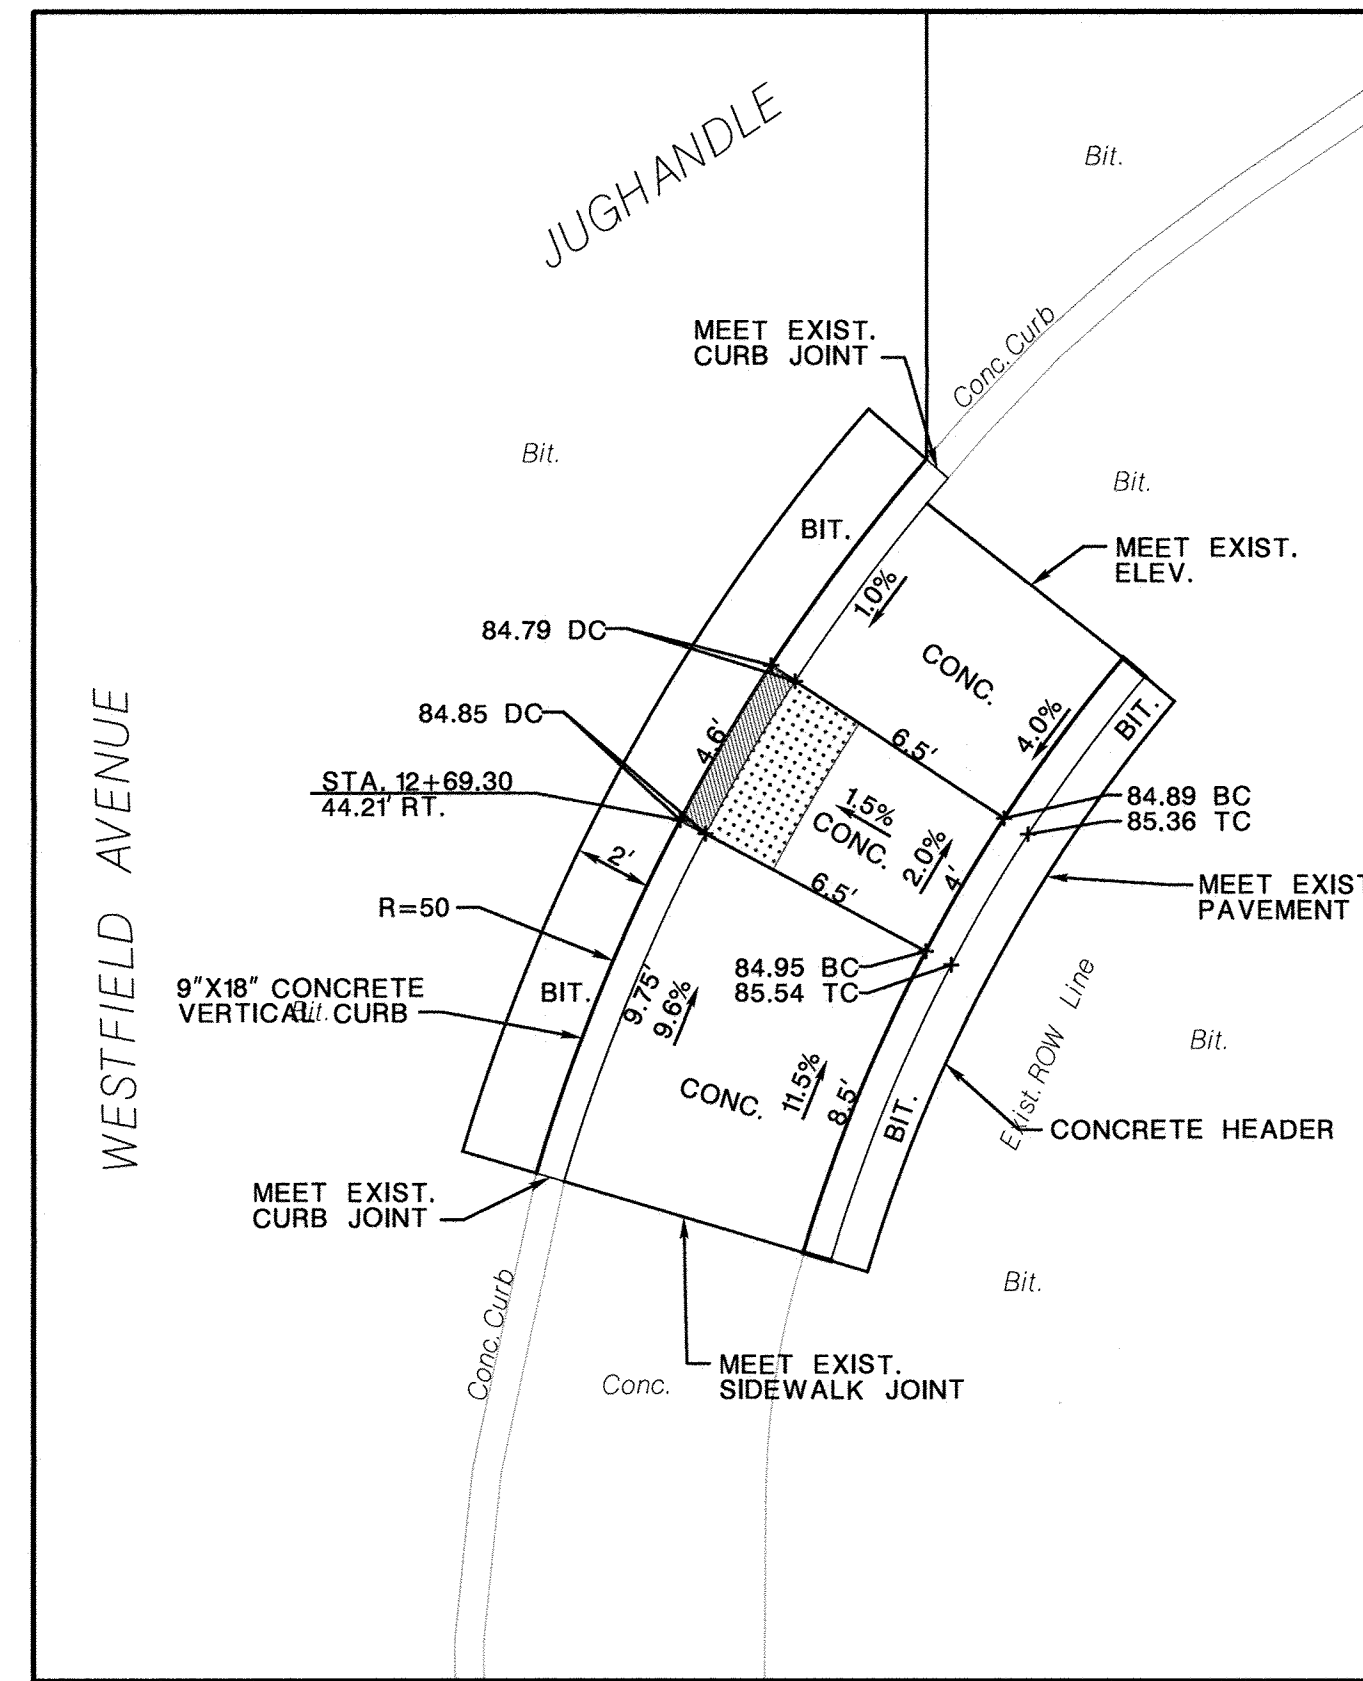 JUGHANDLE
Bit.
MEET EXIST.
CURB JOINT
Conc. Curb
Bit.
Bit.
BIT.
MEET EXIST.
ELEV.
1.0%
84.79 DC
CONC.
84.85 DC
4.6'
6.5'
4.0%
BIT.
WESTFIELD AVENUE
STA. 12+69.30
44.21' RT.
1.5%
CONC.
84.89 BC
85.36 TC
2.0%
4'
2'
6.5'
MEET EXIST
PAVEMENT
R=50
84.95 BC
85.54 TC
9"X18" CONCRETE
VERTICAL CURB
Bit.
BIT.
9.75'
9.6%
Exist. ROW Line
Bit.
CONC.
11.5%
8.5'
BIT.
CONCRETE HEADER
MEET EXIST.
CURB JOINT
Bit.
Conc. Curb
Conc.
MEET EXIST.
SIDEWALK JOINT